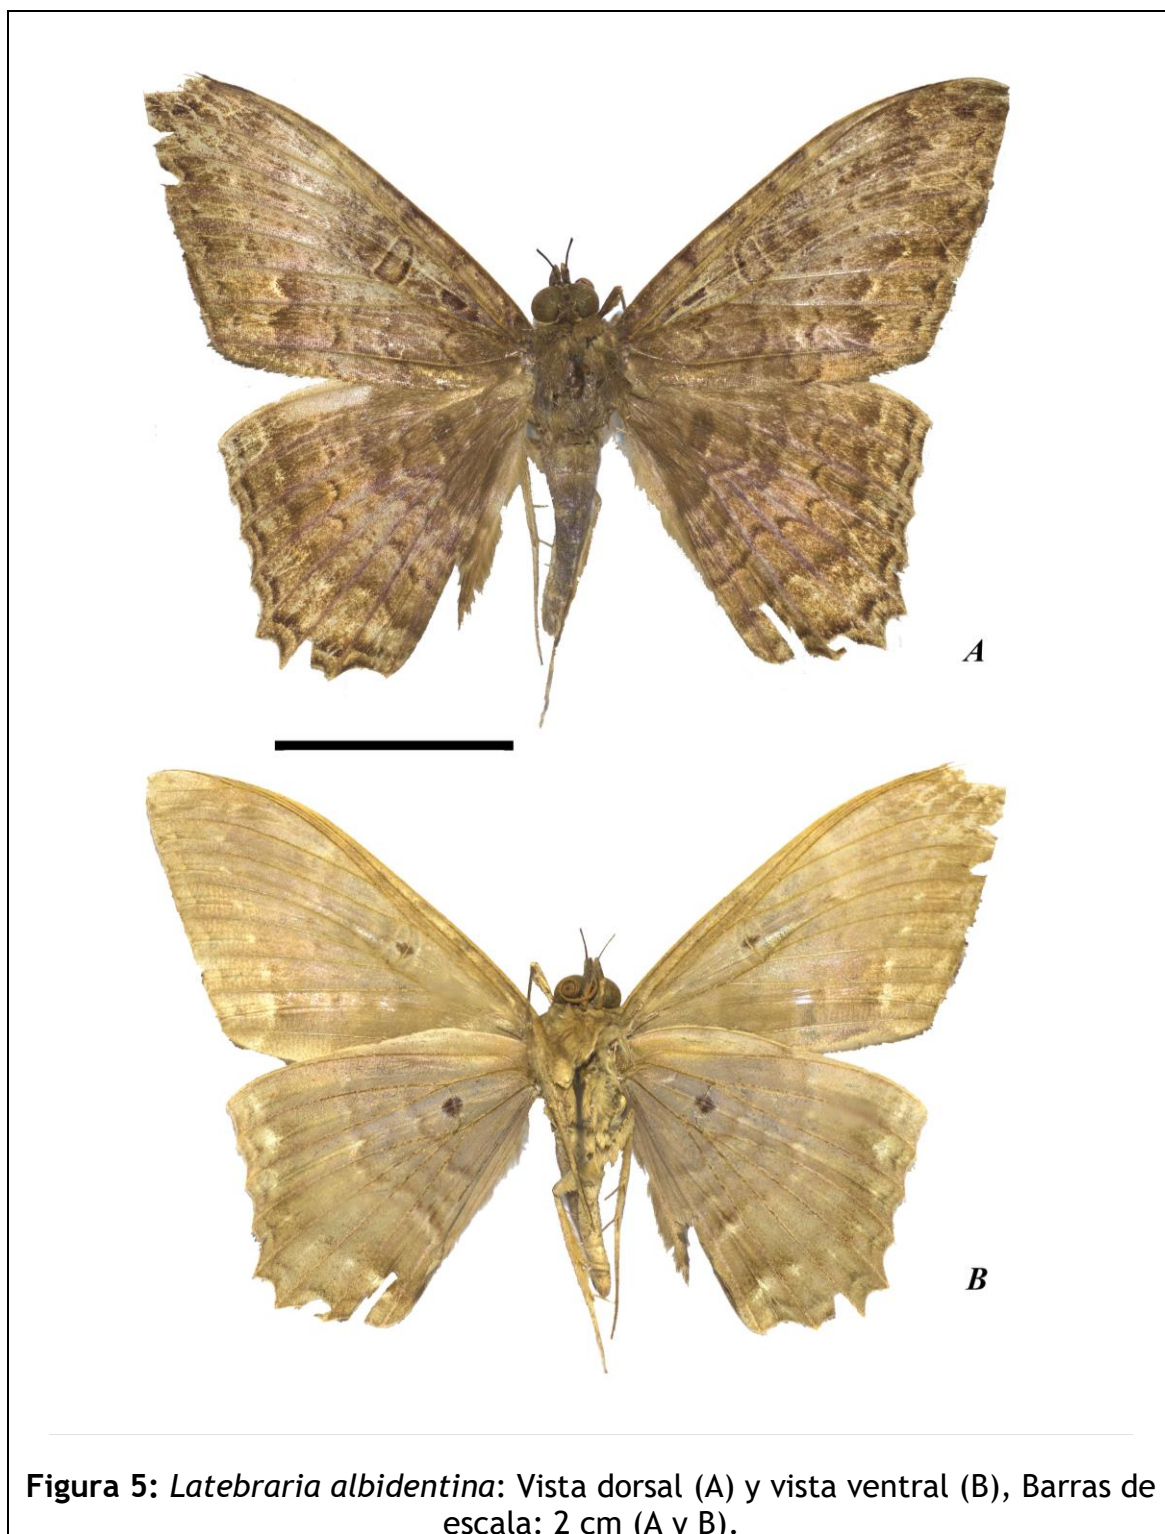 A
B
Figura 5: Latebraria albidentina: Vista dorsal (A) y vista ventral (B), Barras de
escala: 2 cm (A y B).